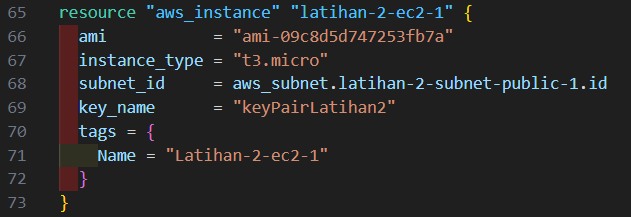 65 resource "aws_instance" "latihan-2-ec2-1" {
66 ami = "ami-09c8d5d747253fb7a"
67 instance_type = "t3.micro"
68 subnet_id = aws_subnet.latihan-2-subnet-public-1.id
69 key_name = "keyPairLatihan2"
70 tags = {
71 Name = "Latihan-2-ec2-1"
72 }
73 }